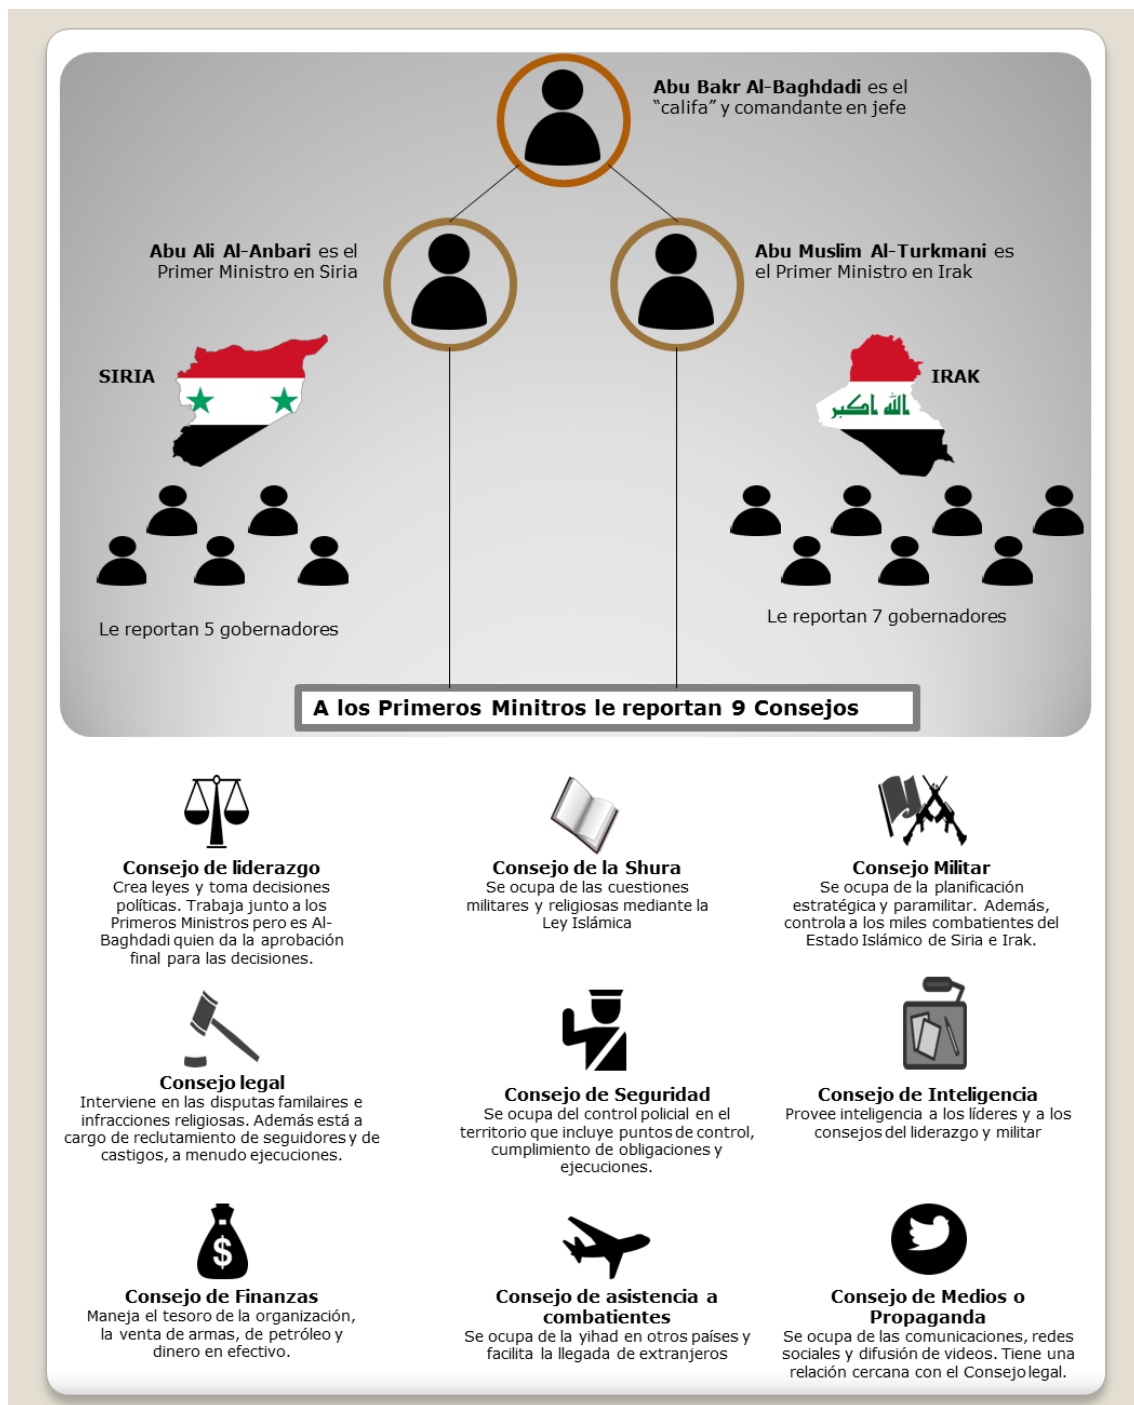 Abu Bakr Al-Baghdadi es el
“califa” y comandante en jefe
Abu Ali Al-Anbari es el
Primer Ministro en Siria
Abu Muslim Al-Turkmani es
el Primer Ministro en Irak
SIRIA
IRAK
الله اكبر
Le reportan 5 gobernadores
Le reportan 7 gobernadores
A los Primeros Minitros le reportan 9 Consejos
Consejo de liderazgo
Crea leyes y toma decisiones
políticas. Trabaja junto a los
Primeros Ministros pero es Al-
Baghdadi quien da la aprobación
final para las decisiones.
Consejo de la Shura
Se ocupa de las cuestiones
militares y religiosas mediante la
Ley Islámica
Consejo Militar
Se ocupa de la planificación
estratégica y paramilitar. Además,
controla a los miles combatientes del
Estado Islámico de Siria e Irak.
Consejo legal
Interviene en las disputas familaires e
infracciones religiosas. Además está a
cargo de reclutamiento de seguidores y de
castigos, a menudo ejecuciones.
Consejo de Seguridad
Se ocupa del control policial en el
territorio que incluye puntos de control,
cumplimiento de obligaciones y
ejecuciones.
Consejo de Inteligencia
Provee inteligencia a los líderes y a los
consejos del liderazgo y militar
$
Consejo de Finanzas
Maneja el tesoro de la organización,
la venta de armas, de petróleo y
dinero en efectivo.
Consejo de asistencia a
combatientes
Se ocupa de la yihad en otros países y
facilita la llegada de extranjeros
Consejo de Medios o
Propaganda
Se ocupa de las comunicaciones, redes
sociales y difusión de videos. Tiene una
relación cercana con el Consejo legal.